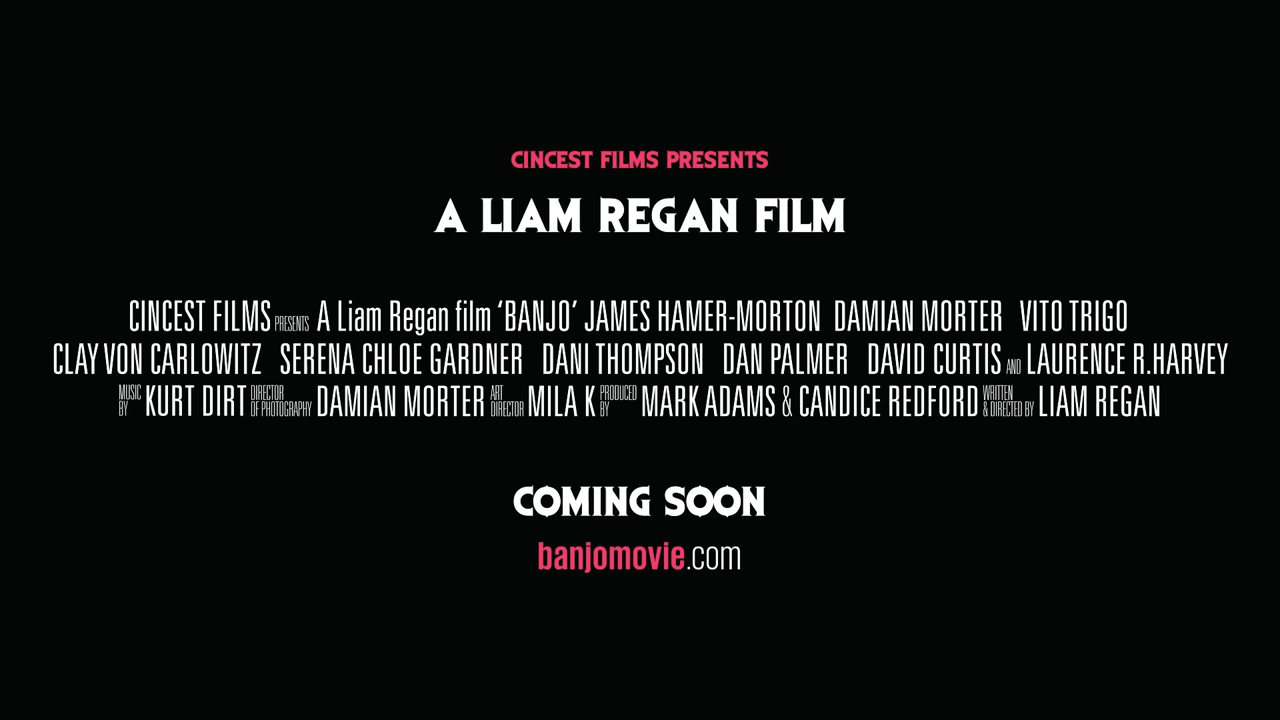 CINCEST FILMS PRESENTS
A LIAM REGAN FILM
CINCEST FILMS PRESENTS A Liam Regan film ‘BANJO’ JAMES HAMER-MORTON DAMIAN MORTER VITO TRIGO
CLAY VON CARLOWITZ SERENA CHLOE GARDNER DANI THOMPSON DAN PALMER DAVID CURTIS AND LAURENCE R.HARVEY
MUSIC BY KURT DIRT DIRECTOR OF PHOTOGRAPHY DAMIAN MORTER ART DIRECTOR MILA K PRODUCED BY MARK ADAMS & CANDICE REDFORD WRITTEN & DIRECTED BY LIAM REGAN
COMING SOON
banjomovie.com